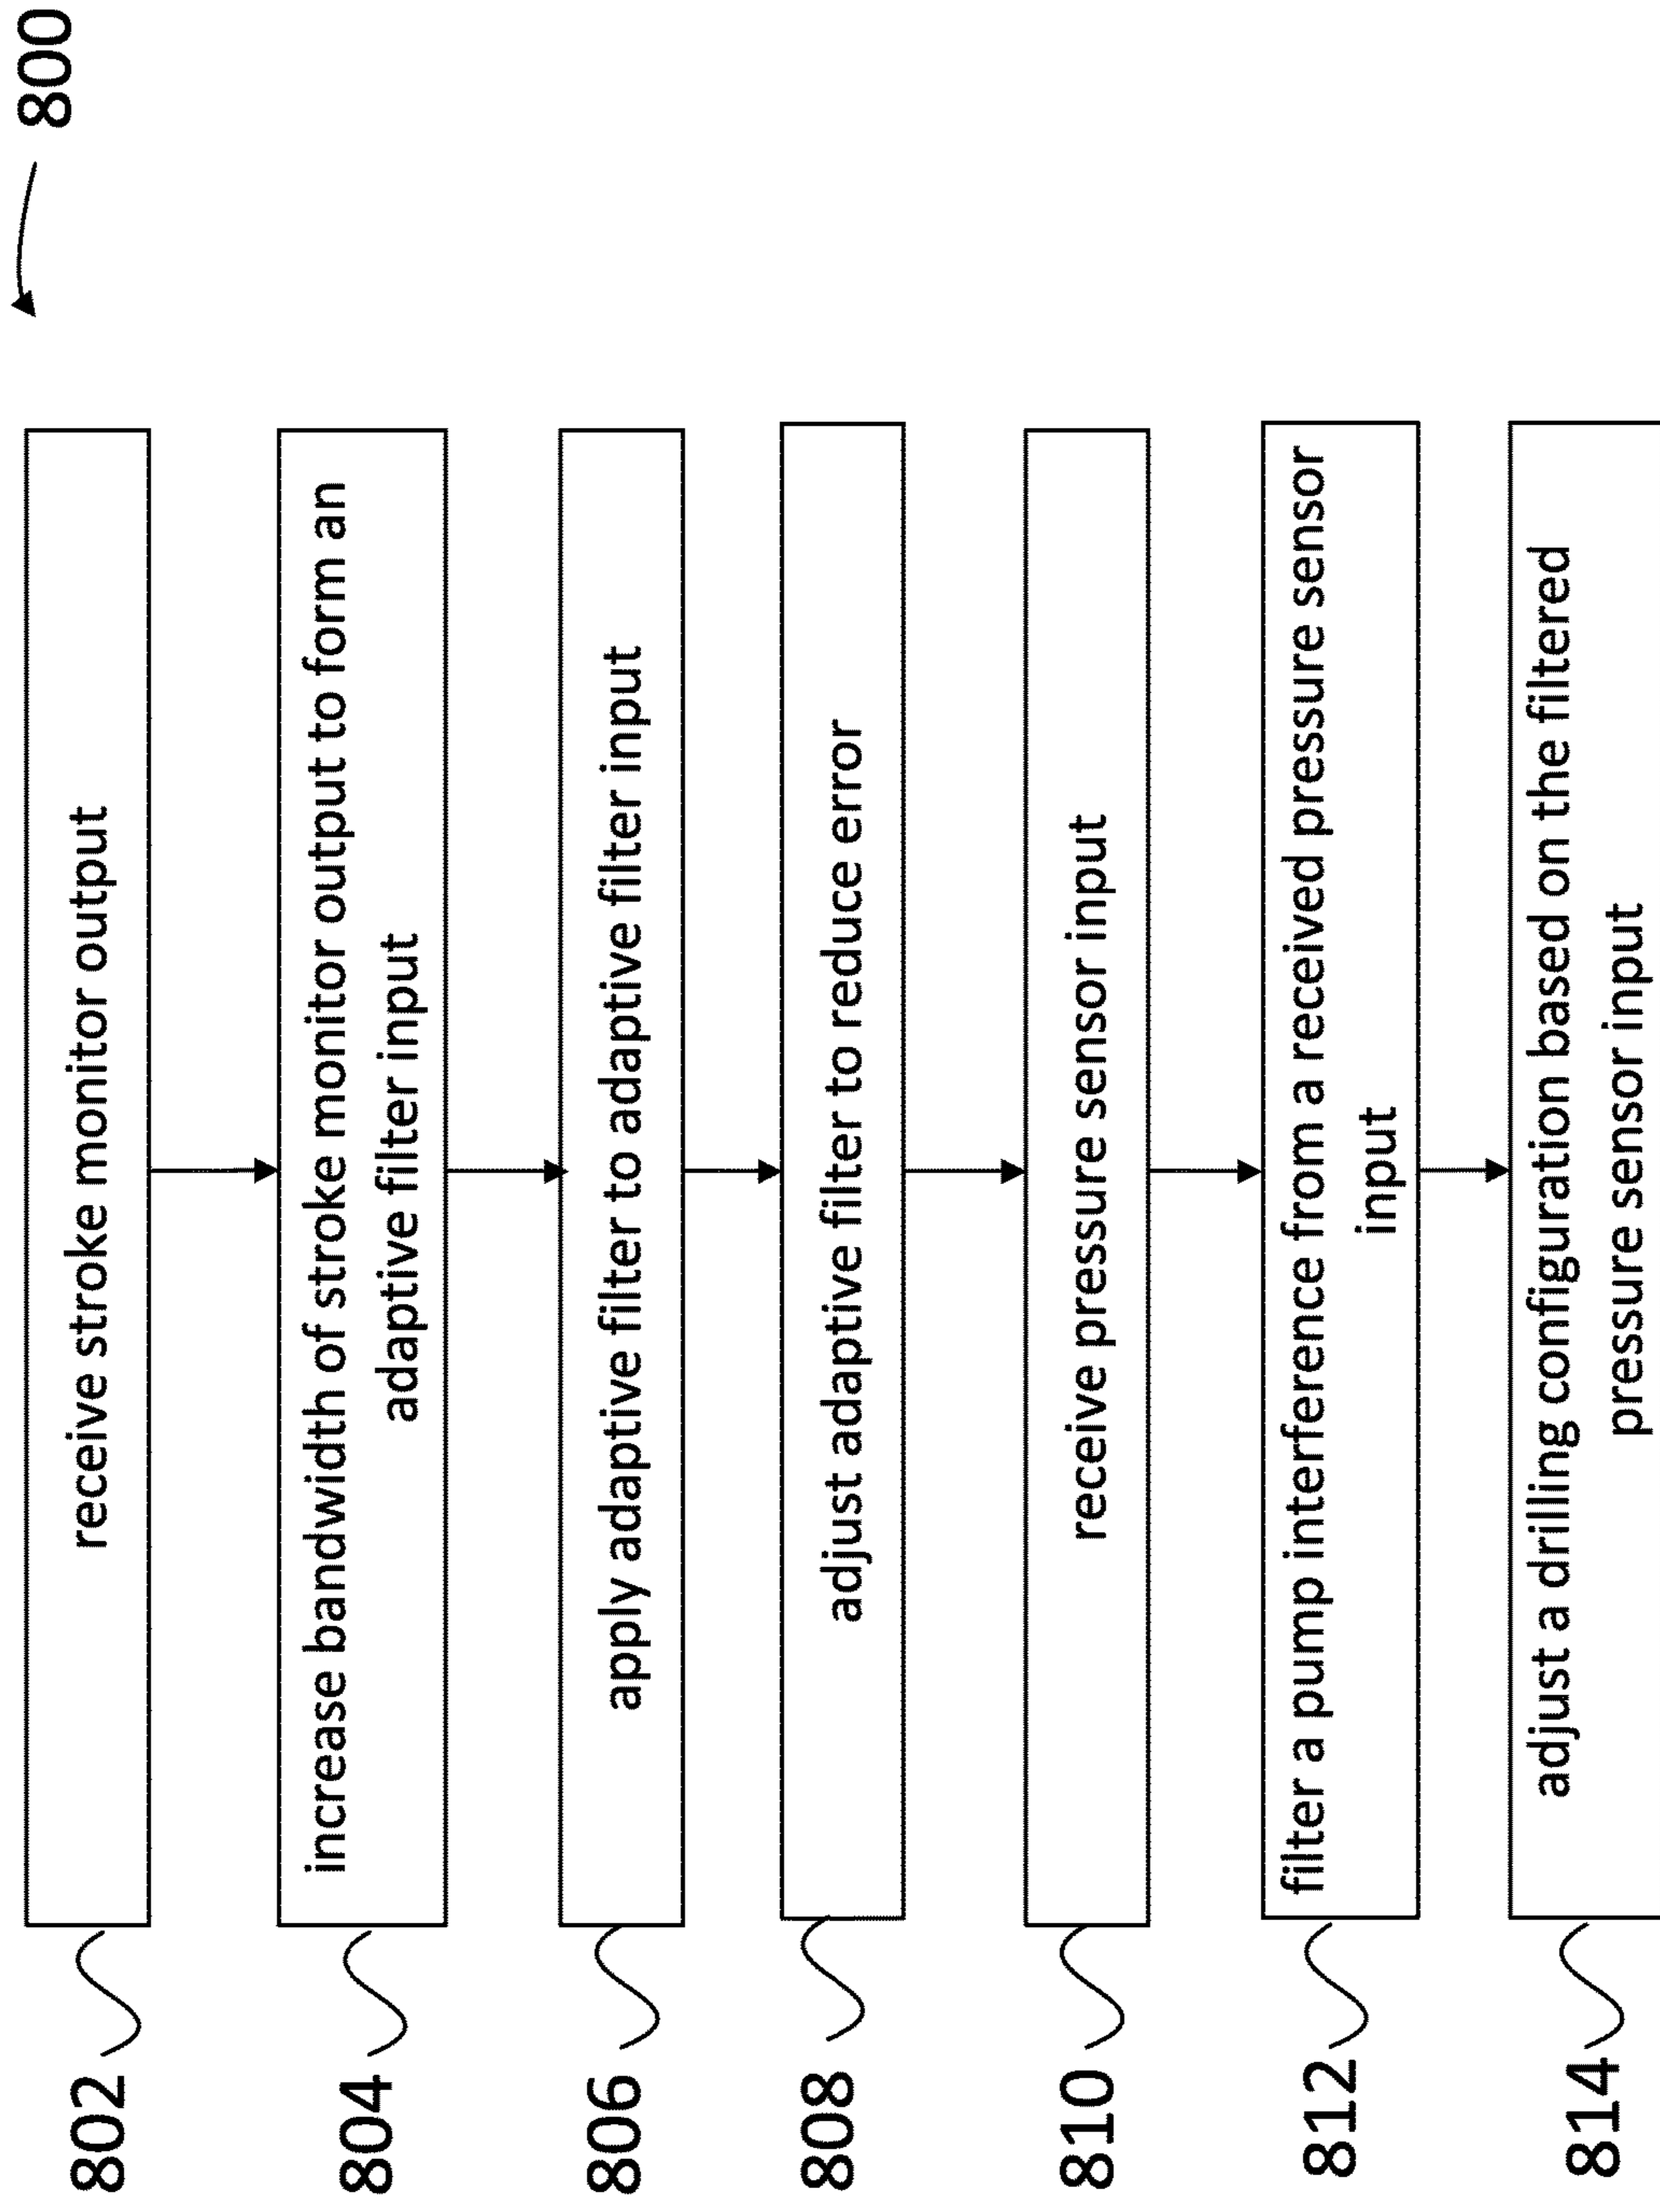 800
802
receive stroke monitor output
804
increase bandwidth of stroke monitor output to form an
adaptive filter input
806
apply adaptive filter to adaptive filter input
808
adjust adaptive filter to reduce error
810
receive pressure sensor input
812
filter a pump interference from a received pressure sensor
input
814
adjust a drilling configuration based on the filtered
pressure sensor input